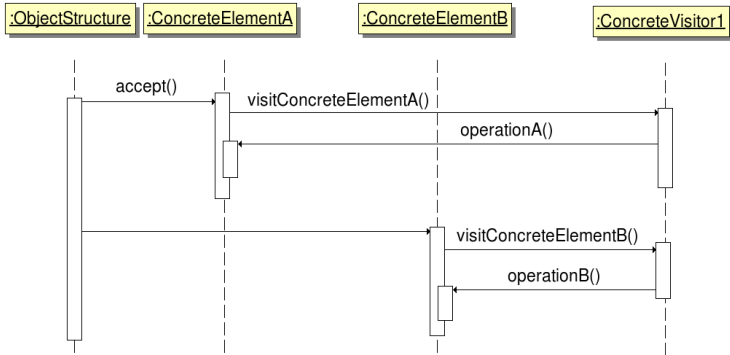 :ObjectStructure
:ConcreteElementA
:ConcreteElementB
:ConcreteVisitor1
accept()
visitConcreteElementA()
operationA()
visitConcreteElementB()
operationB()